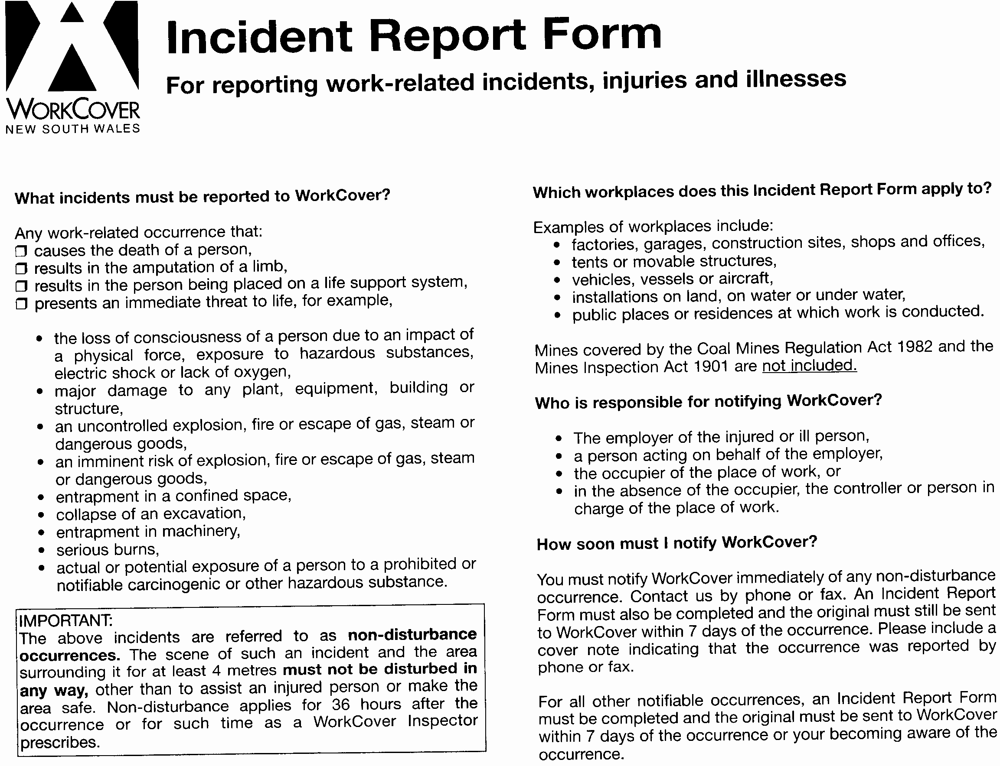 Incident Report Form
For reporting work-related incidents, injuries and illnesses
WORKCOVER
NEW SOUTH WALES
What incidents must be reported to WorkCover?
Any work-related occurrence that:
❒ causes the death of a person,
❒ results in the amputation of a limb,
❒ results in the person being placed on a life support system,
❒ presents an immediate threat to life, for example,
• the loss of consciousness of a person due to an impact of
a physical force, exposure to hazardous substances,
electric shock or lack of oxygen,
• major damage to any plant, equipment, building or
structure,
• an uncontrolled explosion, fire or escape of gas, steam or
dangerous goods,
• an imminent risk of explosion, fire or escape of gas, steam
or dangerous goods,
• entrapment in a confined space,
• collapse of an excavation,
• entrapment in machinery,
• serious burns,
• actual or potential exposure of a person to a prohibited or
notifiable carcinogenic or other hazardous substance.
IMPORTANT:
The above incidents are referred to as non-disturbance
occurrences. The scene of such an incident and the area
surrounding it for at least 4 metres must not be disturbed in
any way, other than to assist an injured person or make the
area safe. Non-disturbance applies for 36 hours after the
occurrence or for such time as a WorkCover Inspector
prescribes.
Which workplaces does this Incident Report Form apply to?
Examples of workplaces include:
• factories, garages, construction sites, shops and offices,
• tents or movable structures,
• vehicles, vessels or aircraft,
• installations on land, on water or under water,
• public places or residences at which work is conducted.
Mines covered by the Coal Mines Regulation Act 1982 and the
Mines Inspection Act 1901 are not included.
Who is responsible for notifying WorkCover?
• The employer of the injured or ill person,
• a person acting on behalf of the employer,
• the occupier of the place of work, or
• in the absence of the occupier, the controller or person in
charge of the place of work.
How soon must I notify WorkCover?
You must notify WorkCover immediately of any non-disturbance
occurrence. Contact us by phone or fax. An Incident Report
Form must also be completed and the original must still be sent
to WorkCover within 7 days of the occurrence. Please include a
cover note indicating that the occurrence was reported by
phone or fax.
For all other notifiable occurrences, an Incident Report Form
must be completed and the original must be sent to WorkCover
within 7 days of the occurrence or your becoming aware of the
occurrence.